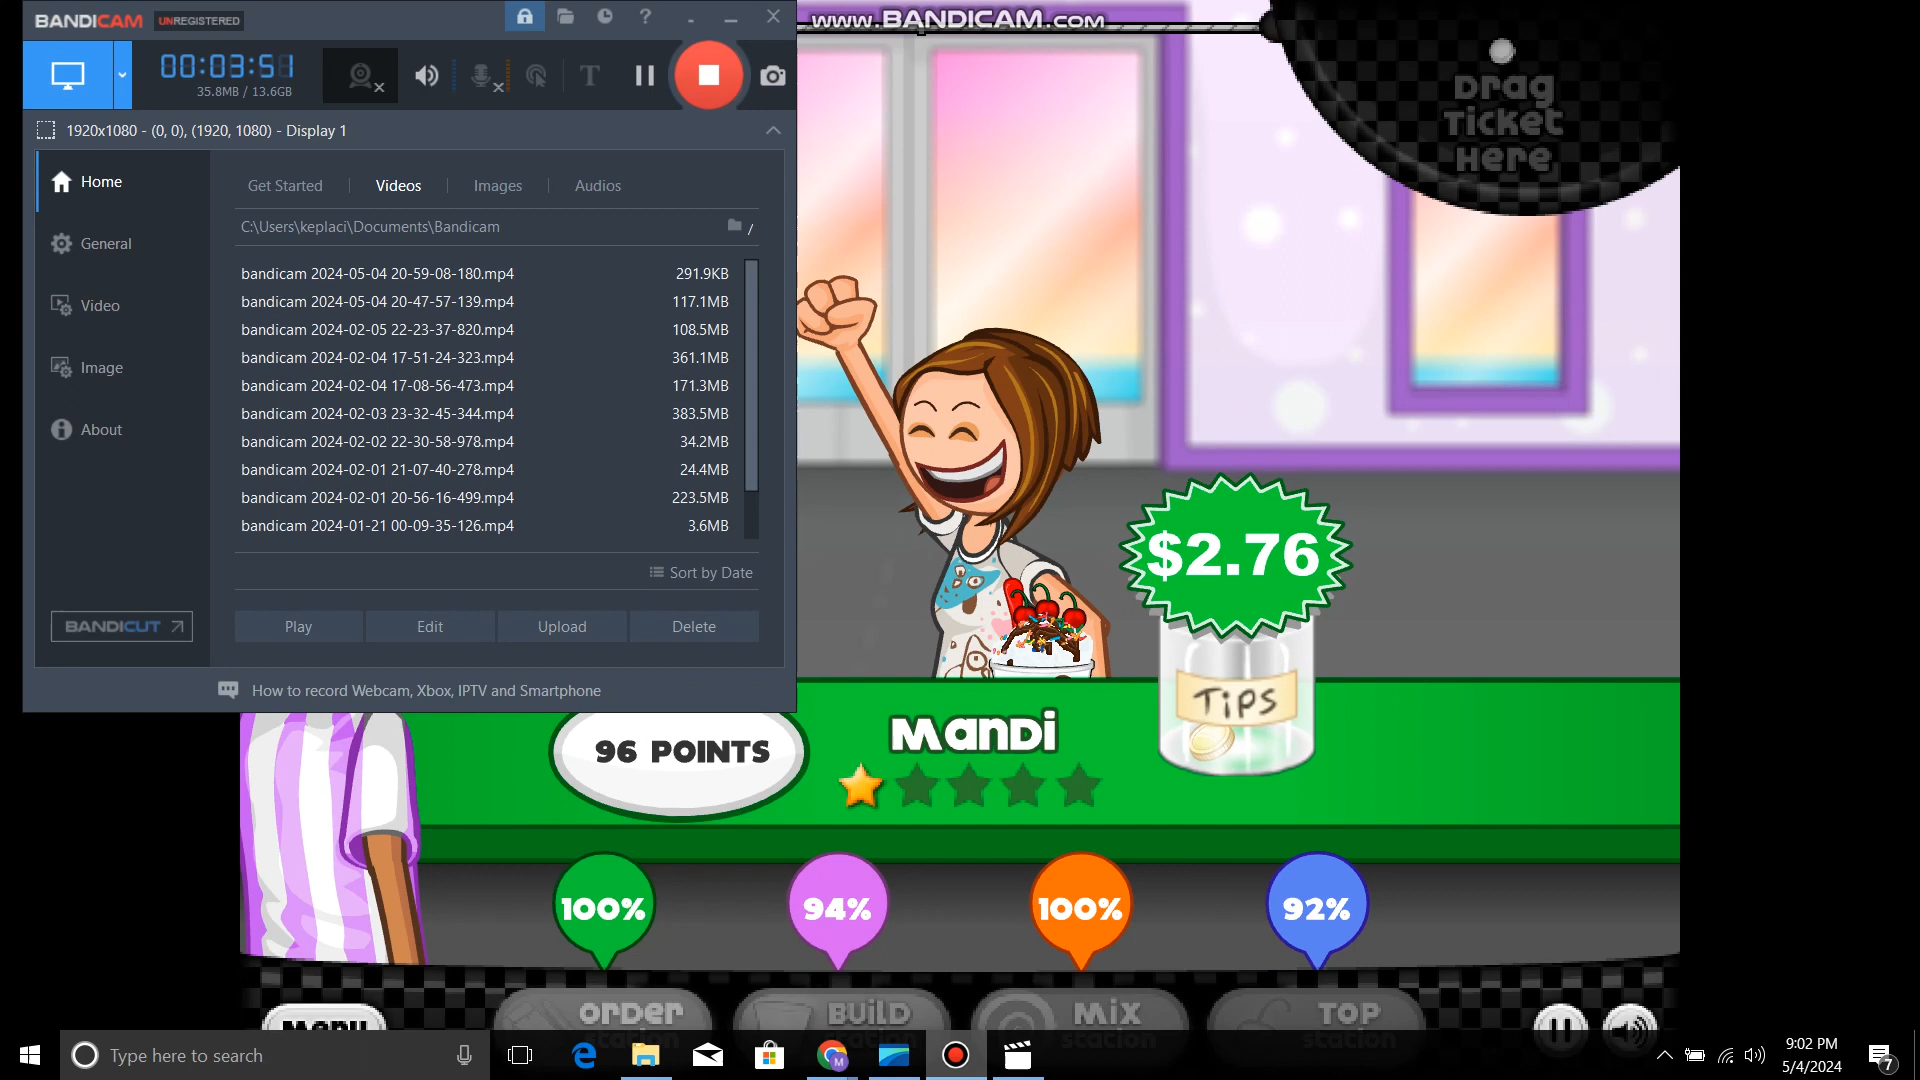 BANDICAM UNREGISTERED
www.BANDICAM.com
00:03:51
35.8MB / 13.6GB
1920x1080 - (0, 0), (1920, 1080) - Display 1
Home
General
Video
Image
About
BANDICUT
Get Started
Videos
Images
Audios
C:\Users\keplaci\Documents\Bandicam
bandicam 2024-05-04 20-59-08-180.mp4 291.9KB
bandicam 2024-05-04 20-47-57-139.mp4 117.1MB
bandicam 2024-02-05 22-23-37-820.mp4 108.5MB
bandicam 2024-02-04 17-51-24-323.mp4 361.1MB
bandicam 2024-02-04 17-08-56-473.mp4 171.3MB
bandicam 2024-02-03 23-32-45-344.mp4 383.5MB
bandicam 2024-02-02 22-30-58-978.mp4 34.2MB
bandicam 2024-02-01 21-07-40-278.mp4 24.4MB
bandicam 2024-02-01 20-56-16-499.mp4 223.5MB
bandicam 2024-01-21 00-09-35-126.mp4 3.6MB
Sort by Date
Play Edit Upload Delete
How to record Webcam, Xbox, IPTV and Smartphone
Drag
Ticket
Here
$2.76
Tips
96 POINTS
Mandi
100% 94% 100% 92%
Order
Station
Build
Station
Mix
Station
Top
Station
Type here to search
9:02 PM
5/4/2024
7